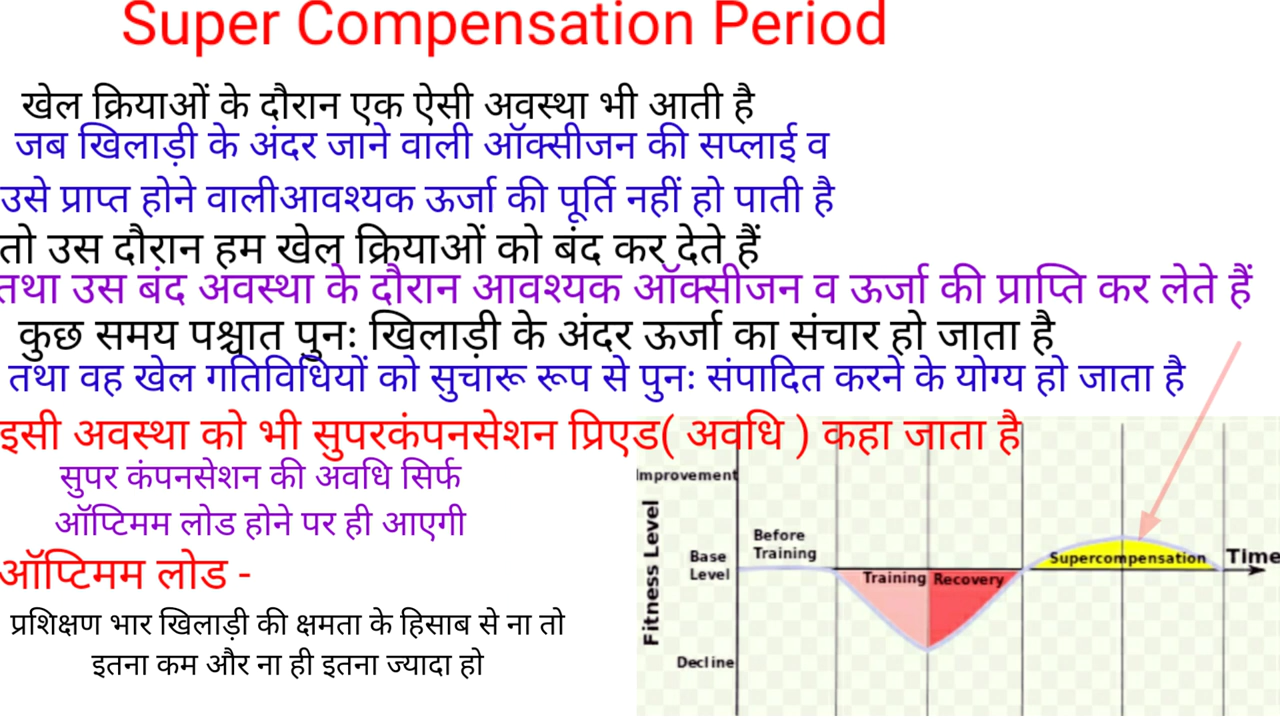 Super Compensation Period
खेल क्रियाओं के दौरान एक ऐसी अवस्था भी आती है
जब खिलाड़ी के अंदर जाने वाली ऑक्सीजन की सप्लाई व
उसे प्राप्त होने वालीआवश्यक ऊर्जा की पूर्ति नहीं हो पाती है
तो उस दौरान हम खेल क्रियाओं को बंद कर देते हैं
तथा उस बंद अवस्था के दौरान आवश्यक ऑक्सीजन व ऊर्जा की प्राप्ति कर लेते हैं
कुछ समय पश्चात पुनः खिलाड़ी के अंदर ऊर्जा का संचार हो जाता है
तथा वह खेल गतिविधियों को सुचारू रूप से पुनः संपादित करने के योग्य हो जाता है
इसी अवस्था को भी सुपरकंपनसेशन प्रिएड( अवधि ) कहा जाता है
सुपर कंपनसेशन की अवधि सिर्फ
ऑप्टिमम लोड होने पर ही आएगी
ऑप्टिमम लोड -
प्रशिक्षण भार खिलाड़ी की क्षमता के हिसाब से ना तो
इतना कम और ना ही इतना ज्यादा हो
Improvement
Fitness Level
Base
Level
Decline
Before
Training
Training
Recovery
Supercompensation
Time